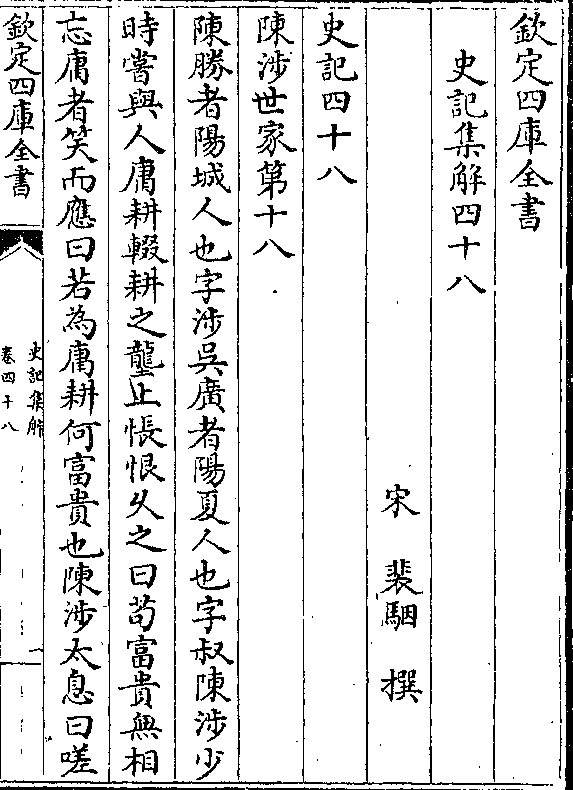 欽定四庫全書
史記集解四十八
宋 裴駰 撰
史記四十八
陳涉世家第十八
陳勝者陽城人也字涉吳廣者陽夏人也字叔陳涉少
時嘗與人庸耕輟耕之壟上悵恨久之曰茍富貴無相
忘庸者笑而應曰若為庸耕何富貴也陳涉太息曰嗟
欽定四庫全書
史記集解
卷四十八